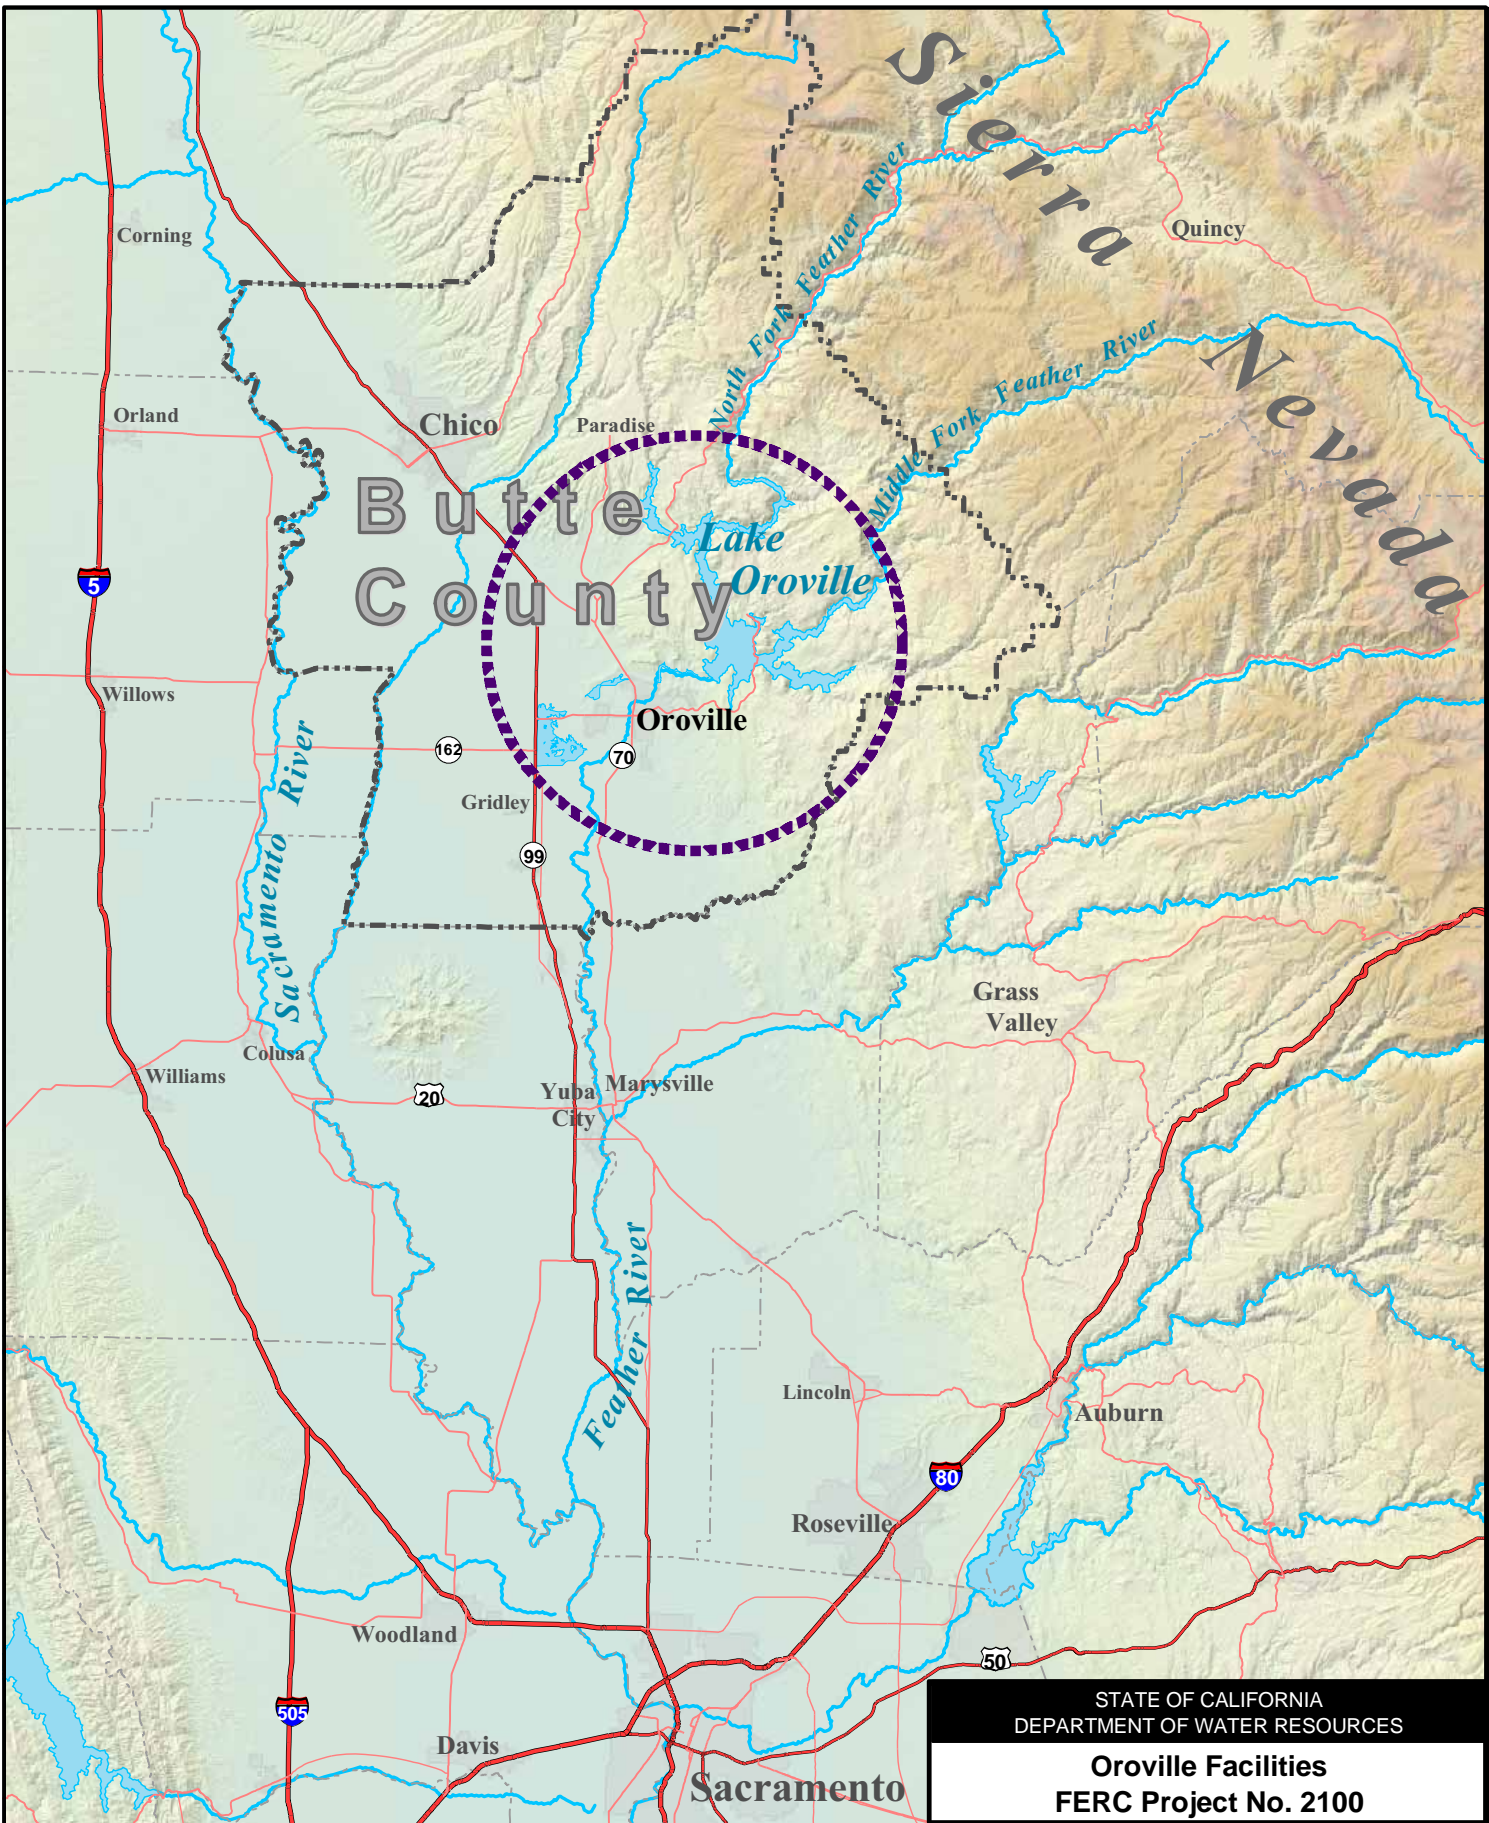 Sierra
Nevada
Corning
Quincy
North Fork Feather River
Middle Fork Feather River
Orland
Chico
Paradise
Butte
County
Lake
Oroville
5
Willows
Oroville
162
70
Sacramento River
Gridley
99
Grass
Valley
Colusa
Williams
20
Yuba
City
Marysville
Feather River
Lincoln
Auburn
80
Roseville
Woodland
50
505
Davis
Sacramento
STATE OF CALIFORNIA
DEPARTMENT OF WATER RESOURCES
Oroville Facilities
FERC Project No. 2100